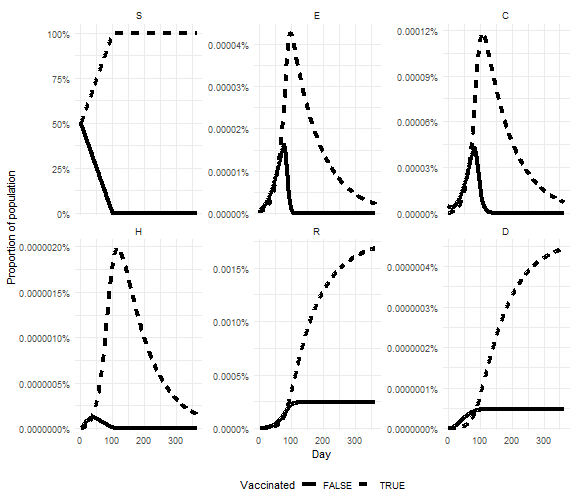 S
E
C
100%
75%
50%
25%
0%
0.00004%
0.00003%
0.00002%
0.00001%
0.00000%
0.00012%
0.00009%
0.00006%
0.00003%
0.00000%
H
R
D
0.0000020%
0.0000015%
0.0000010%
0.0000005%
0.0000000%
0.0015%
0.0010%
0.0005%
0.0000%
0.0000004%
0.0000003%
0.0000002%
0.0000001%
0.0000000%
0 100 200 300
0 100 200 300
0 100 200 300
Proportion of population
Day
Vaccinated FALSE TRUE